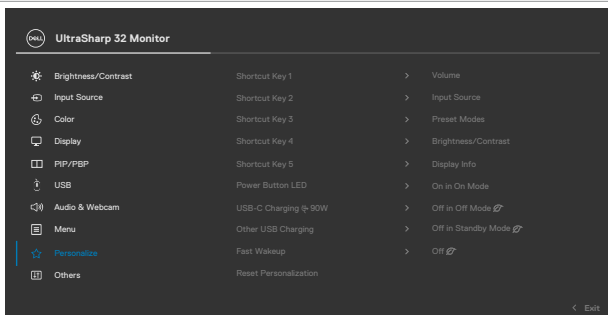 DELL UltraSharp 32 Monitor
Brightness/Contrast Shortcut Key 1 > Volume
Input Source Shortcut Key 2 > Input Source
Color Shortcut Key 3 > Preset Modes
Display Shortcut Key 4 > Brightness/Contrast
PIP/PBP Shortcut Key 5 > Display Info
USB Power Button LED > On in On Mode
Audio & Webcam USB-C Charging 90W > Off in Off Mode
Menu Other USB Charging > Off in Standby Mode
Personalize Fast Wakeup > Off
Others Reset Personalization
< Exit